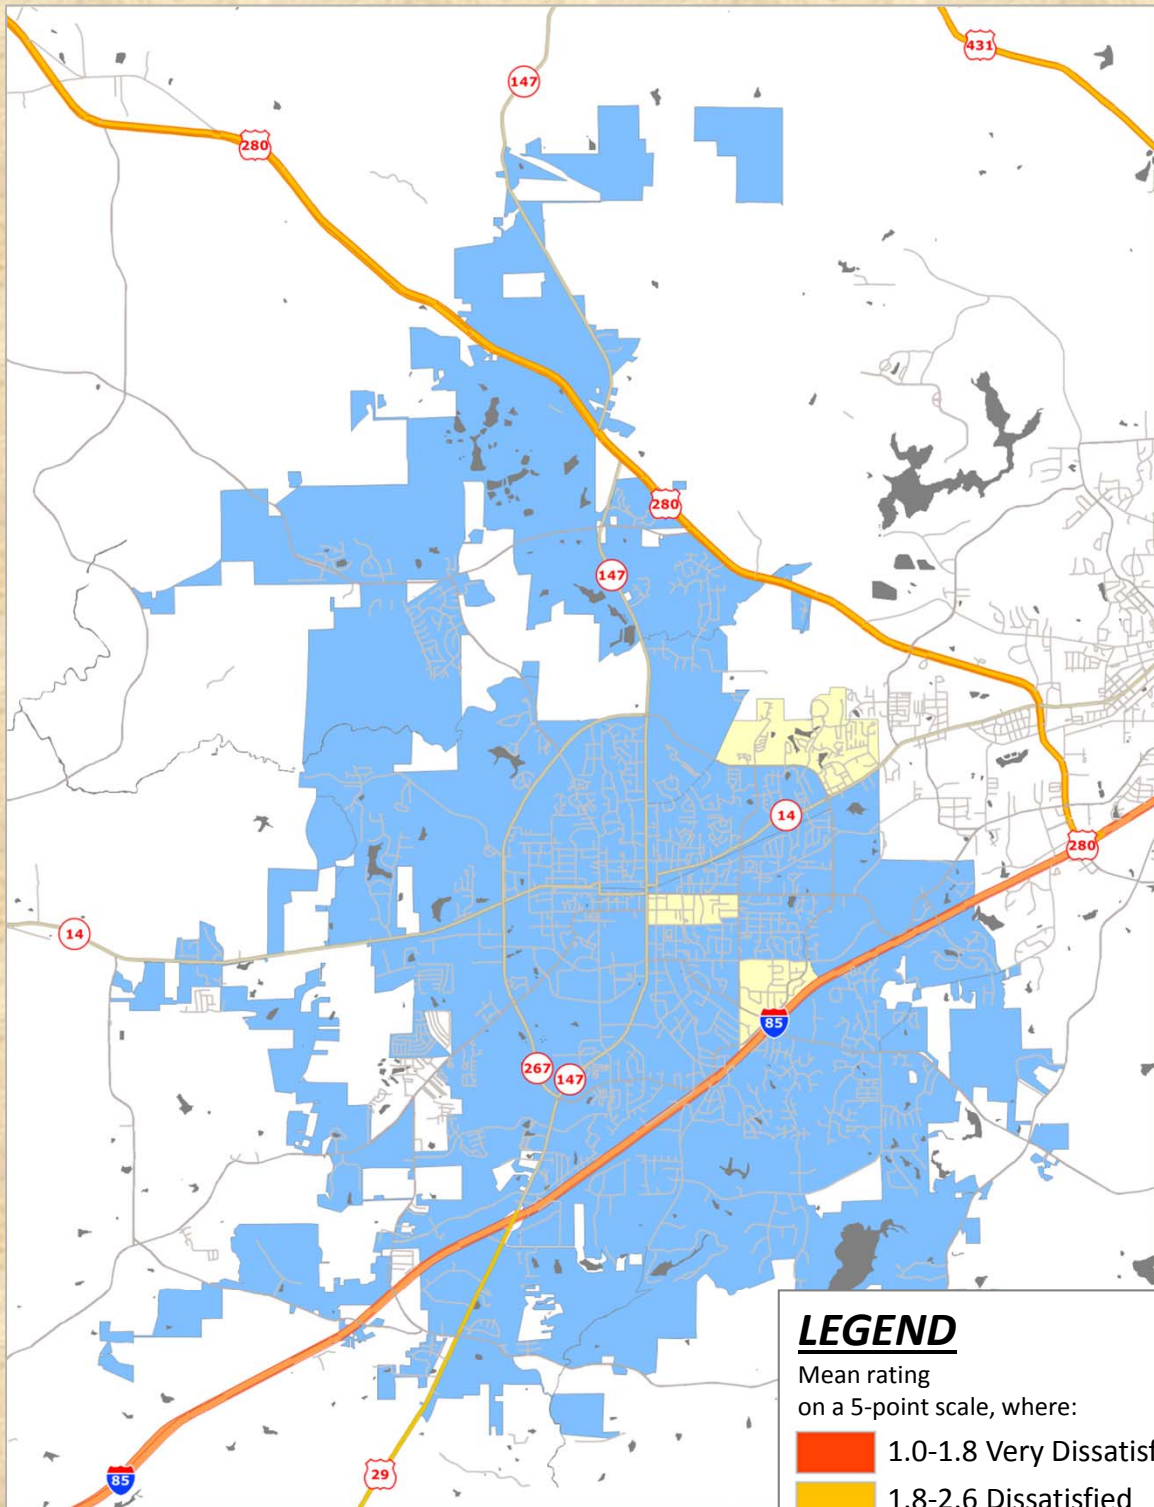 431
147
280
280
147
14
280
14
85
267
147
LEGEND
Mean rating
on a 5-point scale, where:
1.0-1.8 Very Dissatisf
1.8-2.6 Dissatisfied
29
85